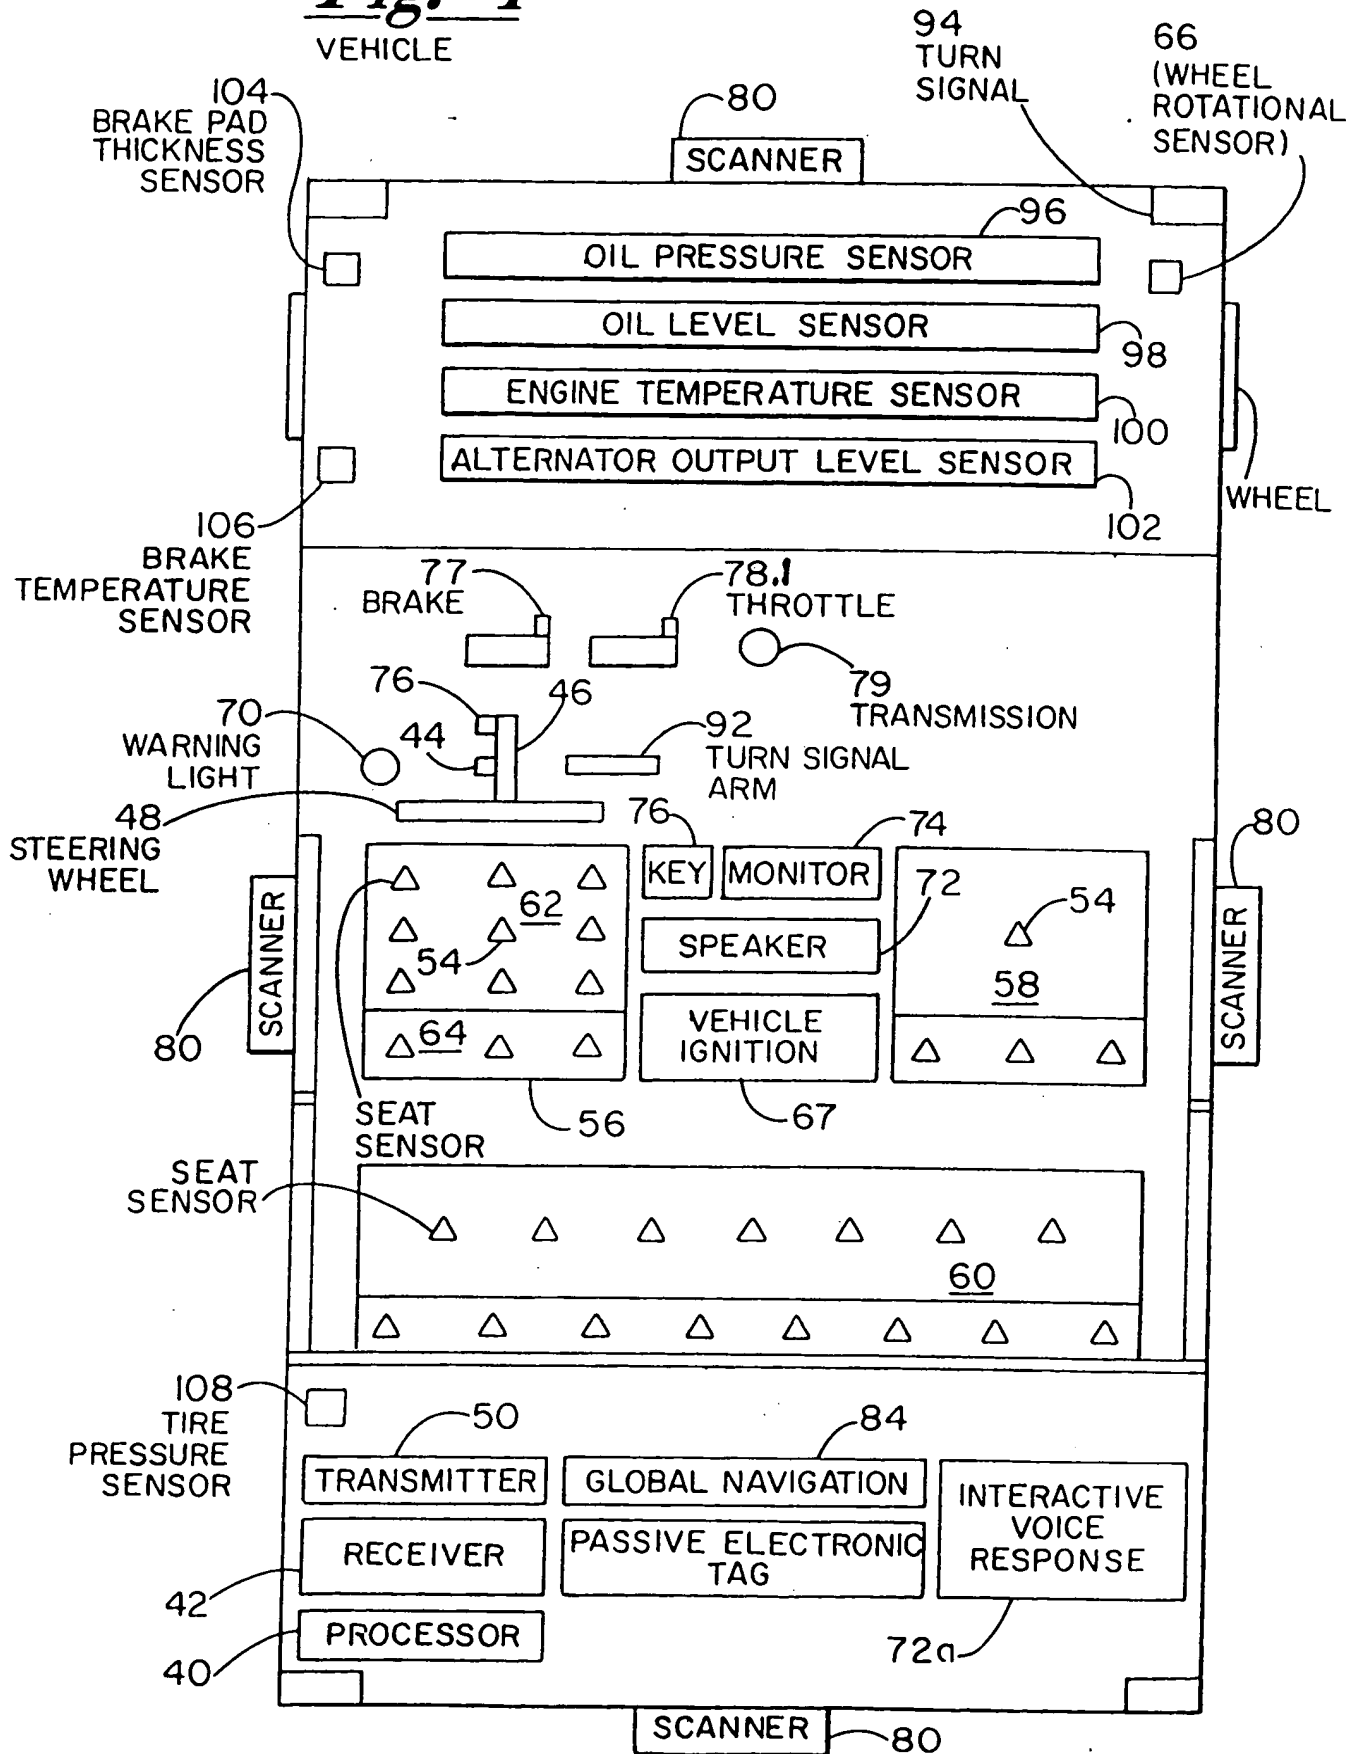 Fig. 4
VEHICLE
94
TURN
SIGNAL
66
(WHEEL
ROTATIONAL
SENSOR)
104
BRAKE PAD
THICKNESS
SENSOR
80
SCANNER
96
OIL PRESSURE SENSOR
OIL LEVEL SENSOR
98
ENGINE TEMPERATURE SENSOR
100
ALTERNATOR OUTPUT LEVEL SENSOR
102
WHEEL
106
BRAKE
TEMPERATURE
SENSOR
77
BRAKE
78.1
THROTTLE
79
TRANSMISSION
76
46
44
70
WARNING
LIGHT
92
TURN SIGNAL
ARM
48
STEERING
WHEEL
76
KEY
74
MONITOR
72
SPEAKER
VEHICLE
IGNITION
67
62
54
64
56
SEAT
SENSOR
54
58
80
SCANNER
SCANNER
80
SEAT
SENSOR
60
108
TIRE
PRESSURE
SENSOR
50
TRANSMITTER
84
GLOBAL NAVIGATION
INTERACTIVE
VOICE
RESPONSE
72a
RECEIVER
42
PASSIVE ELECTRONIC
TAG
PROCESSOR
40
SCANNER
80